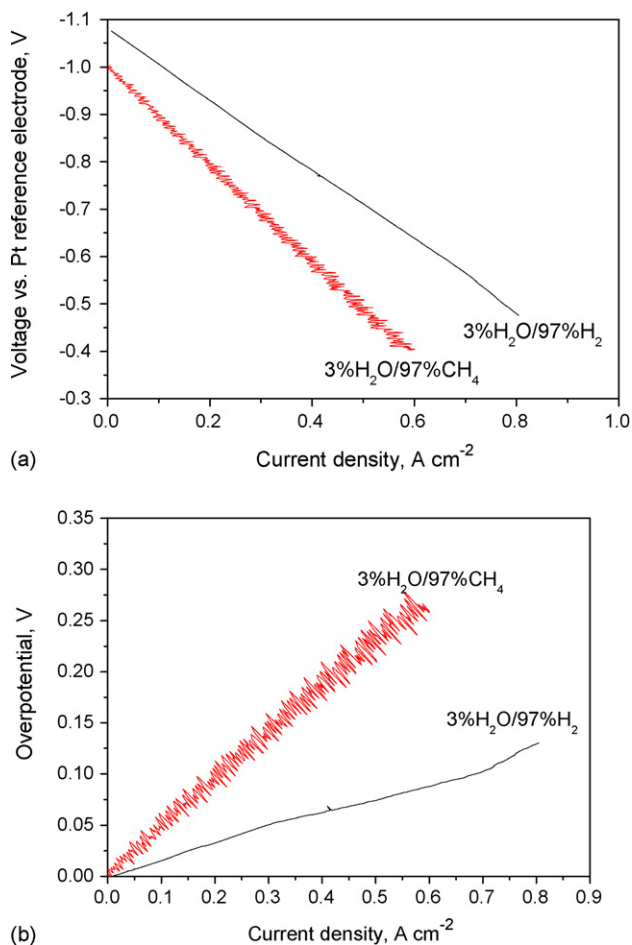 -1.1
-1.0
-0.9
-0.8
-0.7
-0.6
-0.5
-0.4
-0.3
Voltage vs. Pt reference electrode, V
3%H₂O/97%H₂
3%H₂O/97%CH₄
0.0 0.2 0.4 0.6 0.8 1.0
(a)
Current density, A cm⁻²
0.35
0.30
0.25
0.20
0.15
0.10
0.05
0.00
Overpotential, V
3%H₂O/97%CH₄
3%H₂O/97%H₂
0.0 0.1 0.2 0.3 0.4 0.5 0.6 0.7 0.8 0.9
(b)
Current density, A cm⁻²